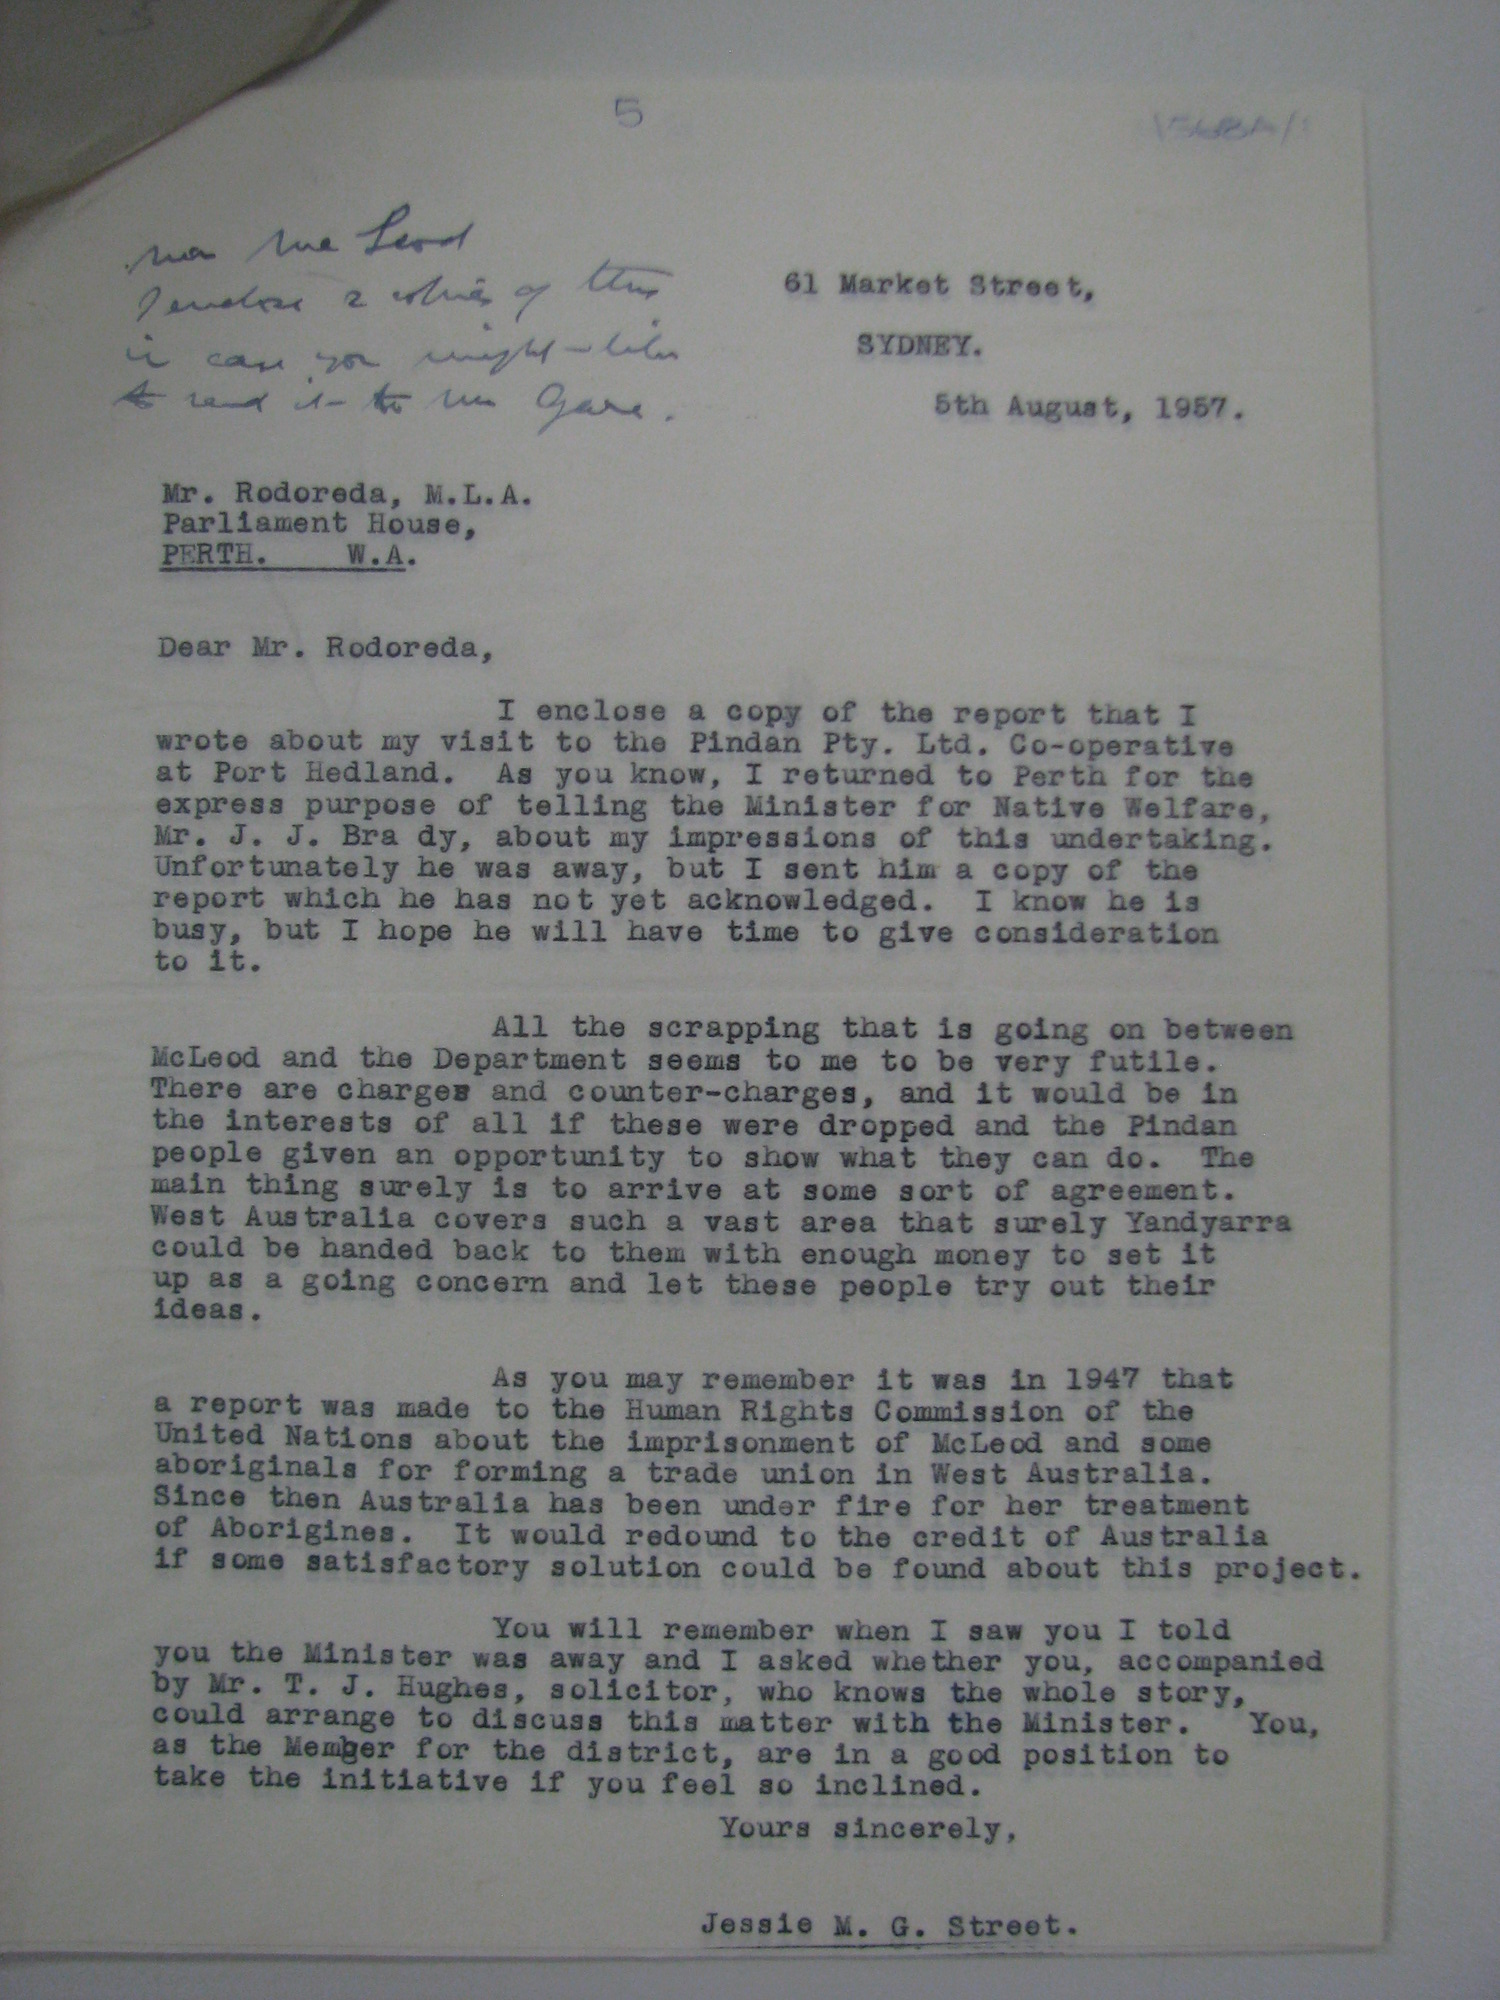 5
Mr McLeod
I enclose 2 copies of this
in case you might like
to send it to Mr Gare.
61 Market Street,
SYDNEY.
5th August, 1957.
Mr. Rodoreda, M.L.A.
Parliament House,
PERTH. W.A.
Dear Mr. Rodoreda,
I enclose a copy of the report that I
wrote about my visit to the Pindan Pty. Ltd. Co-operative
at Port Hedland. As you know, I returned to Perth for the
express purpose of telling the Minister for Native Welfare,
Mr. J. J. Bra dy, about my impressions of this undertaking.
Unfortunately he was away, but I sent him a copy of the
report which he has not yet acknowledged. I know he is
busy, but I hope he will have time to give consideration
to it.
All the scrapping that is going on between
McLeod and the Department seems to me to be very futile.
There are charges and counter-charges, and it would be in
the interests of all if these were dropped and the Pindan
people given an opportunity to show what they can do. The
main thing surely is to arrive at some sort of agreement.
West Australia covers such a vast area that surely Yandyarra
could be handed back to them with enough money to set it
up as a going concern and let these people try out their
ideas.
As you may remember it was in 1947 that
a report was made to the Human Rights Commission of the
United Nations about the imprisonment of McLeod and some
aboriginals for forming a trade union in West Australia.
Since then Australia has been under fire for her treatment
of Aborigines. It would redound to the credit of Australia
if some satisfactory solution could be found about this project.
You will remember when I saw you I told
you the Minister was away and I asked whether you, accompanied
by Mr. T. J. Hughes, solicitor, who knows the whole story,
could arrange to discuss this matter with the Minister. You,
as the Member for the district, are in a good position to
take the initiative if you feel so inclined.
Yours sincerely,
Jessie M. G. Street.